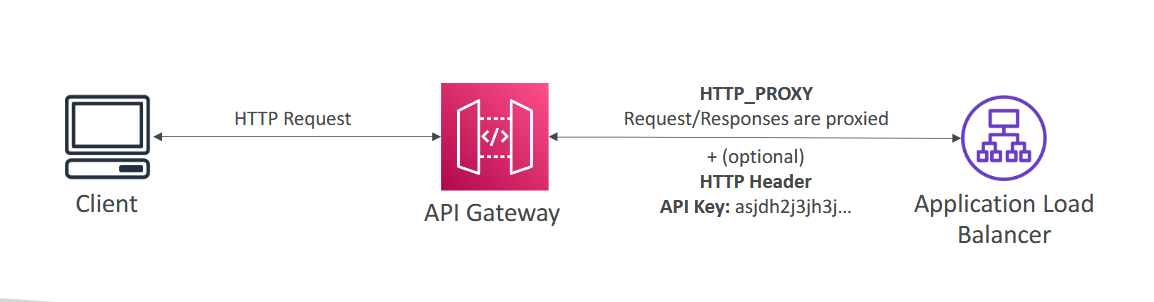 HTTP Request
HTTP_PROXY
Request/Responses are proxied
+ (optional)
HTTP Header
API Key: asjdh2j3jh3j...
</>
Client
API Gateway
Application Load
Balancer